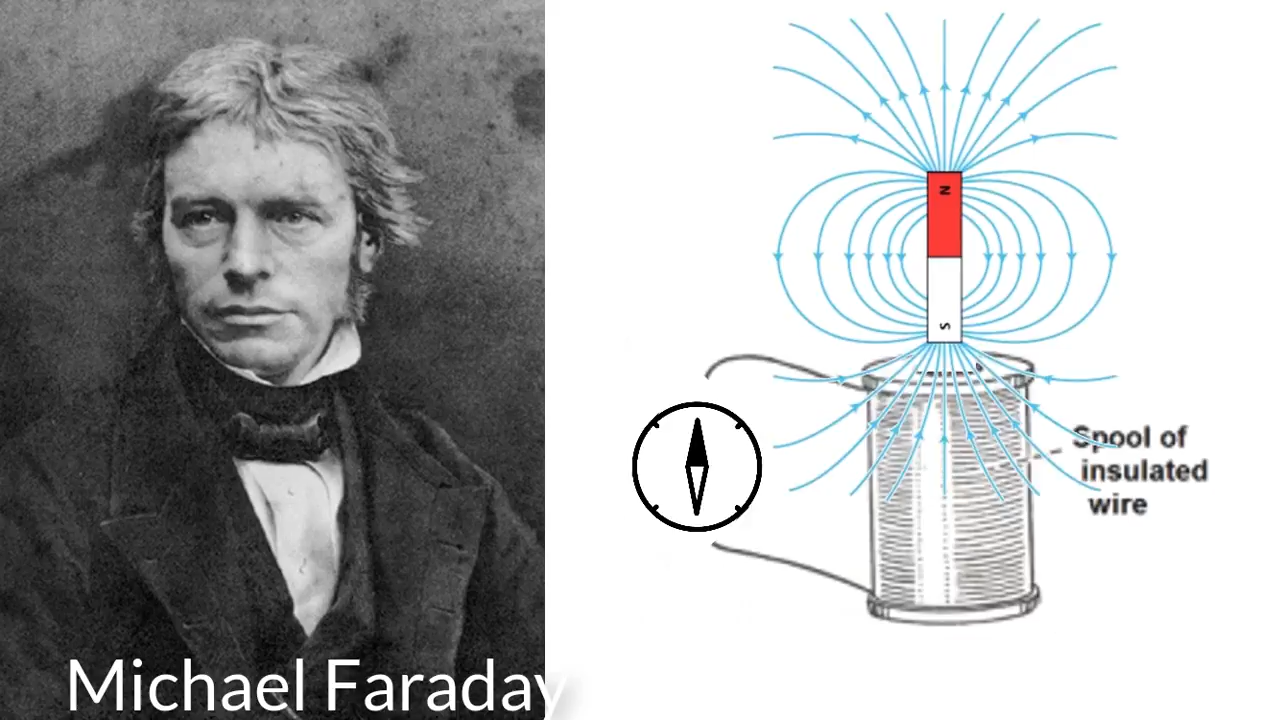 Michael Faraday
N
S
Spool of
insulated
wire